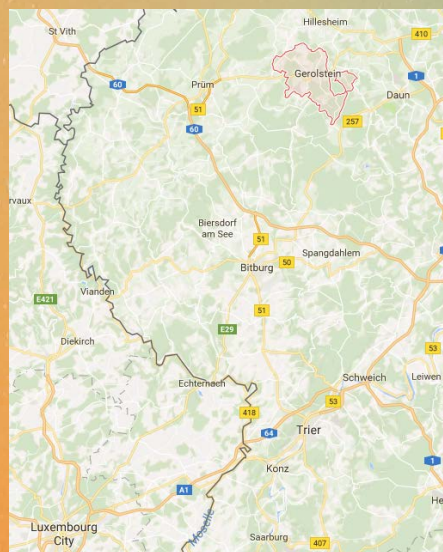 Hillesheim
St Vith
410
Gerolstein
1
60
Prüm
Daun
51
257
60
Biersdorf
am See
51
Spangdahlem
50
Bitburg
E421
Vianden
51
E29
Diekirch
53
Schweich
Leiwen
Echternach
53
418
Trier
64
1
Konz
A1
Luxembourg
City
Moselle
Saarburg
407